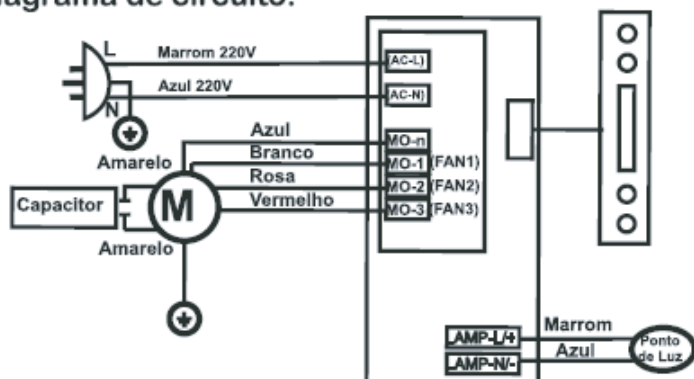 diagrama de circuito:
L
Marrom 220V
(AC-L)
Azul 220V
(AC-N)
N
Azul
MO-n
Amarelo
Branco
MO-1 (FAN1)
Rosa
MO-2 (FAN2)
Capacitor
M
Vermelho
MO-3 (FAN3)
Amarelo
LAMP-L/+
Marrom
Ponto
de Luz
LAMP-N/-
Azul